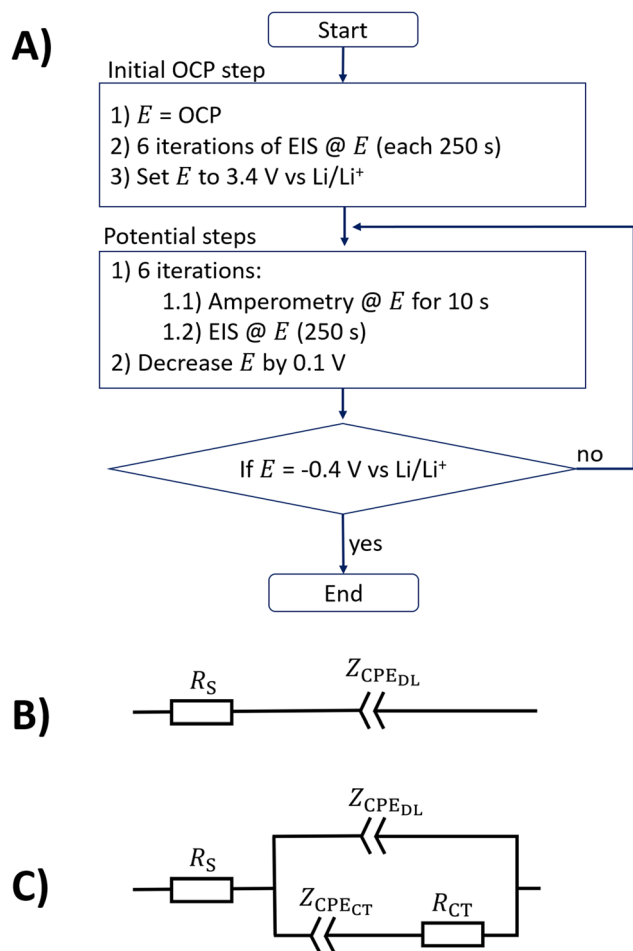 A)
Start
Initial OCP step
1) E = OCP
2) 6 iterations of EIS @ E (each 250 s)
3) Set E to 3.4 V vs Li/Li⁺
Potential steps
1) 6 iterations:
1.1) Amperometry @ E for 10 s
1.2) EIS @ E (250 s)
2) Decrease E by 0.1 V
If E = -0.4 V vs Li/Li⁺
no
yes
End
B)
R_S
Z_CPE_DL
C)
Z_CPE_DL
R_S
Z_CPE_CT
R_CT